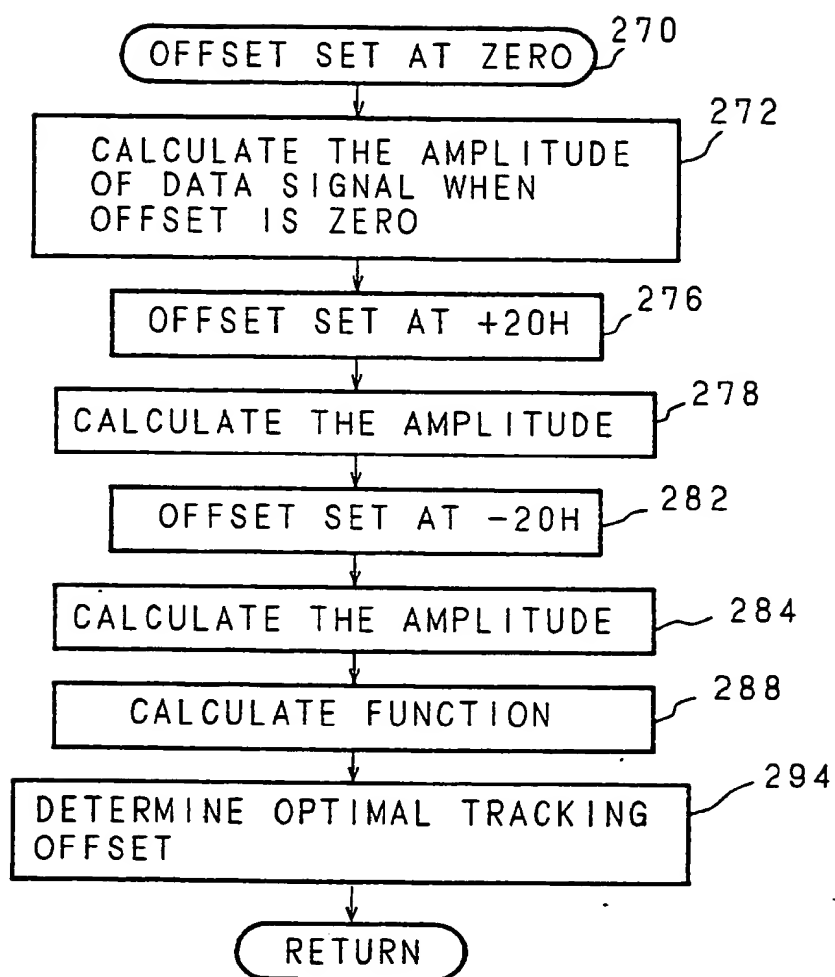 OFFSET SET AT ZERO 270
272
CALCULATE THE AMPLITUDE
OF DATA SIGNAL WHEN
OFFSET IS ZERO
OFFSET SET AT +20H 276
CALCULATE THE AMPLITUDE 278
OFFSET SET AT -20H 282
CALCULATE THE AMPLITUDE 284
CALCULATE FUNCTION 288
294
DETERMINE OPTIMAL TRACKING
OFFSET
RETURN